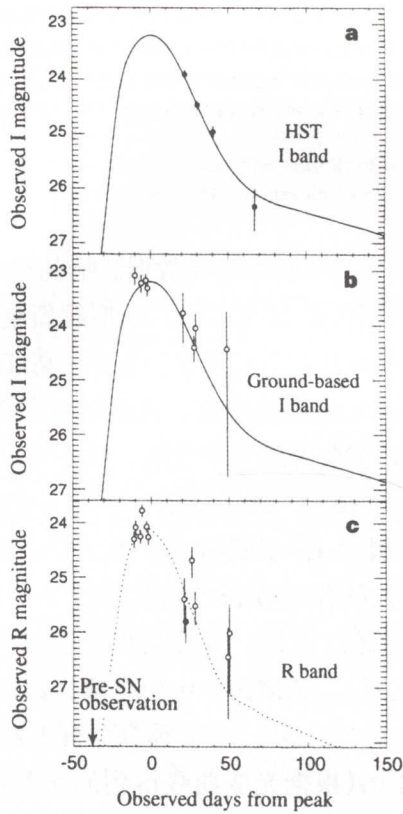 23
24
25
26
27
Observed I magnitude
a
HST
I band
23
24
25
26
27
Observed I magnitude
b
Ground-based
I band
24
25
26
27
Observed R magnitude
c
R band
Pre-SN
observation
-50 0 50 100 150
Observed days from peak